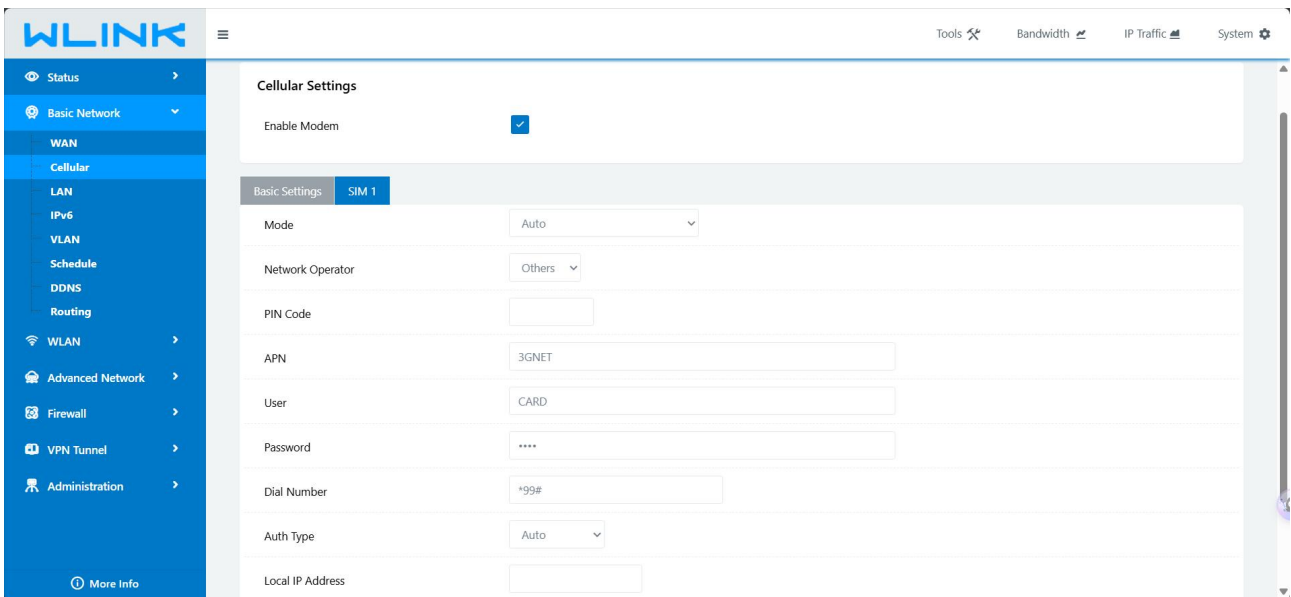 WLINK
Tools
Bandwidth
IP Traffic
System
Status
Basic Network
WAN
Cellular
LAN
IPv6
VLAN
Schedule
DDNS
Routing
WLAN
Advanced Network
Firewall
VPN Tunnel
Administration
More Info
Cellular Settings
Enable Modem
Basic Settings SIM 1
Mode Auto
Network Operator Others
PIN Code
APN 3GNET
User CARD
Password ••••
Dial Number *99#
Auth Type Auto
Local IP Address